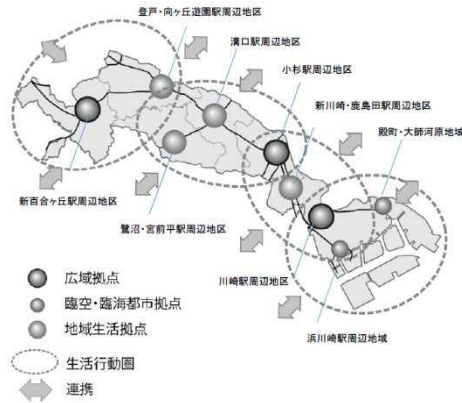 登戸・向ヶ丘遊園駅周辺地区
溝口駅周辺地区
小杉駅周辺地区
新川崎・鹿島田駅周辺地区
殿町・大師河原地域
新百合ヶ丘駅周辺地区
鷺沼・宮前平駅周辺地区
川崎駅周辺地区
浜川崎駅周辺地域
広域拠点
臨空・臨海都市拠点
地域生活拠点
生活行動圏
連携